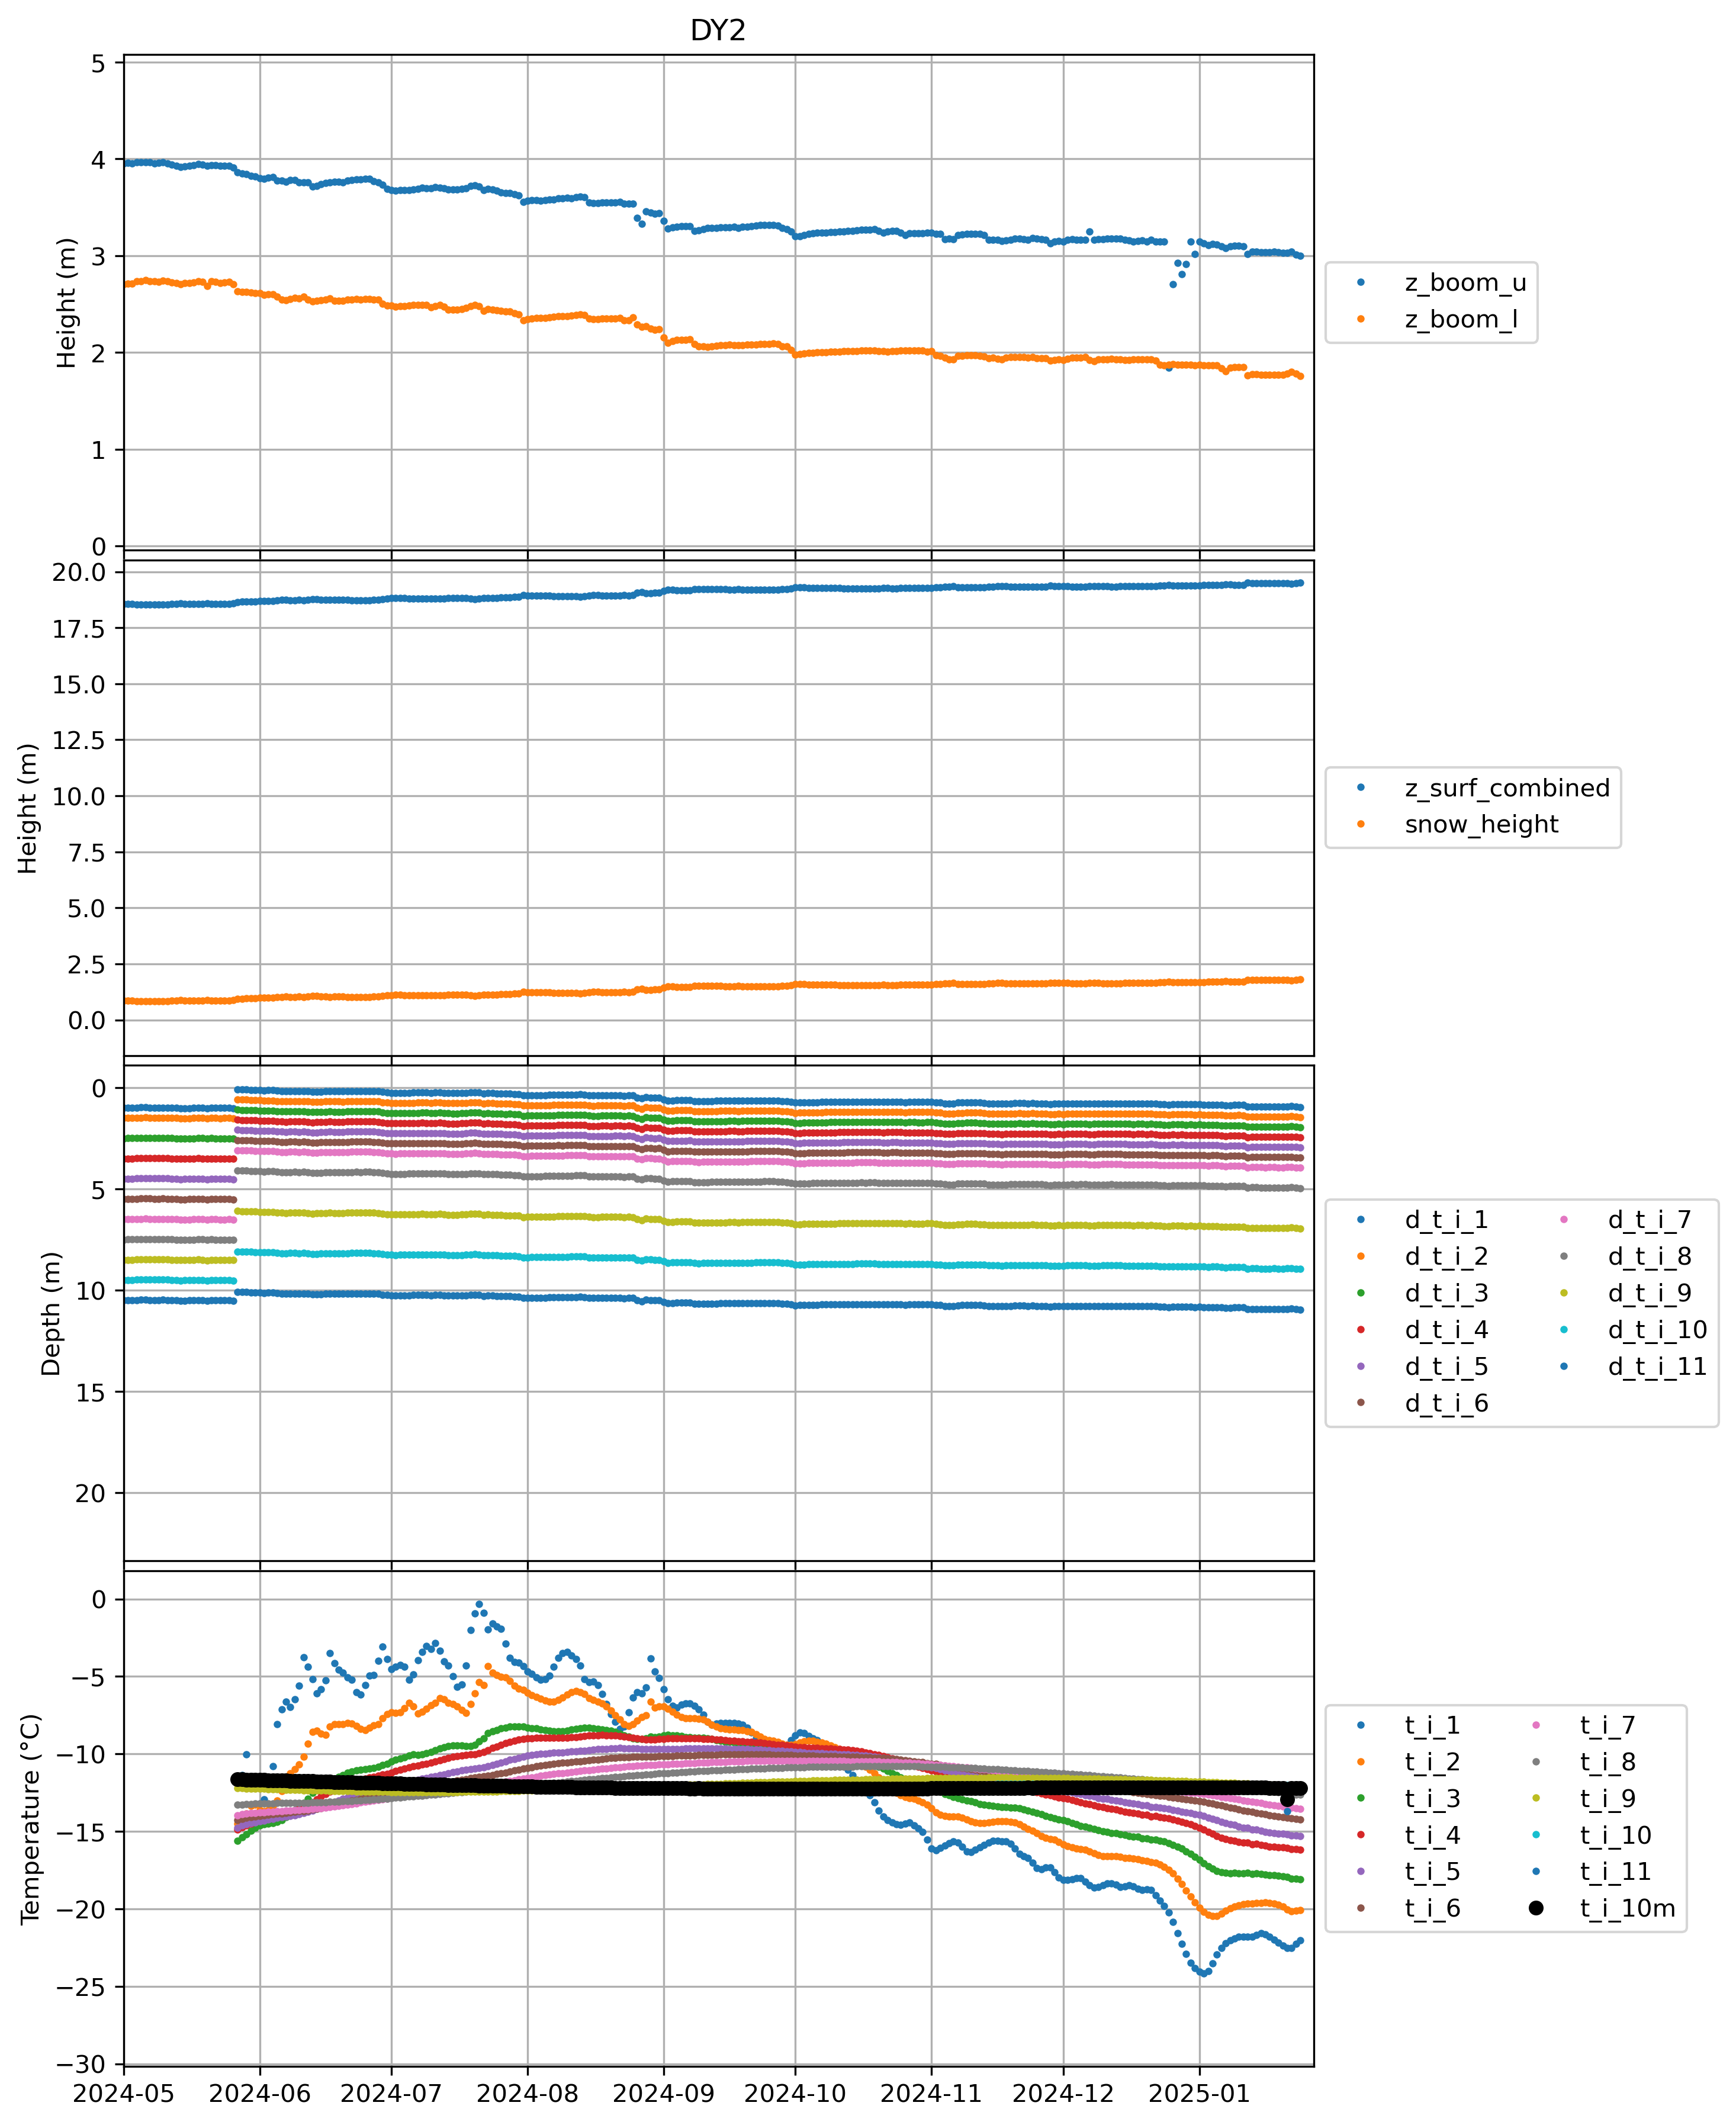 DY2
5
4
3
2
1
0
Height (m)
z_boom_u
z_boom_l
20.0
17.5
15.0
12.5
10.0
7.5
5.0
2.5
0.0
Height (m)
z_surf_combined
snow_height
0
5
10
15
20
Depth (m)
d_t_i_1
d_t_i_2
d_t_i_3
d_t_i_4
d_t_i_5
d_t_i_6
d_t_i_7
d_t_i_8
d_t_i_9
d_t_i_10
d_t_i_11
0
−5
−10
−15
−20
−25
−30
Temperature (°C)
t_i_1
t_i_2
t_i_3
t_i_4
t_i_5
t_i_6
t_i_7
t_i_8
t_i_9
t_i_10
t_i_11
t_i_10m
2024-05 2024-06 2024-07 2024-08 2024-09 2024-10 2024-11 2024-12 2025-01